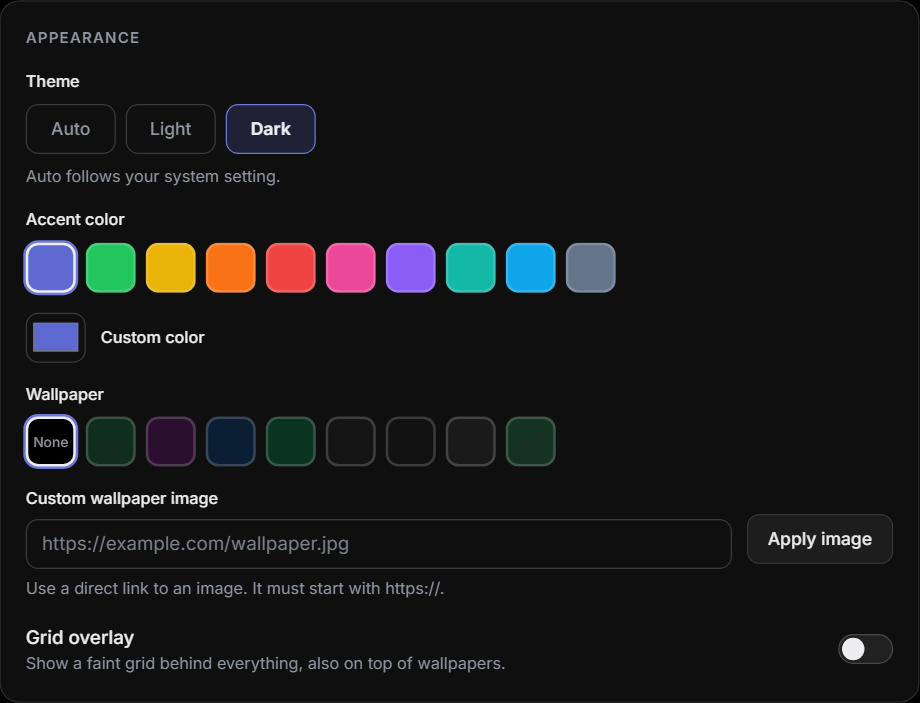 APPEARANCE
Theme
Auto Light Dark
Auto follows your system setting.
Accent color
Custom color
Wallpaper
None
Custom wallpaper image
https://example.com/wallpaper.jpg
Apply image
Use a direct link to an image. It must start with https://.
Grid overlay
Show a faint grid behind everything, also on top of wallpapers.